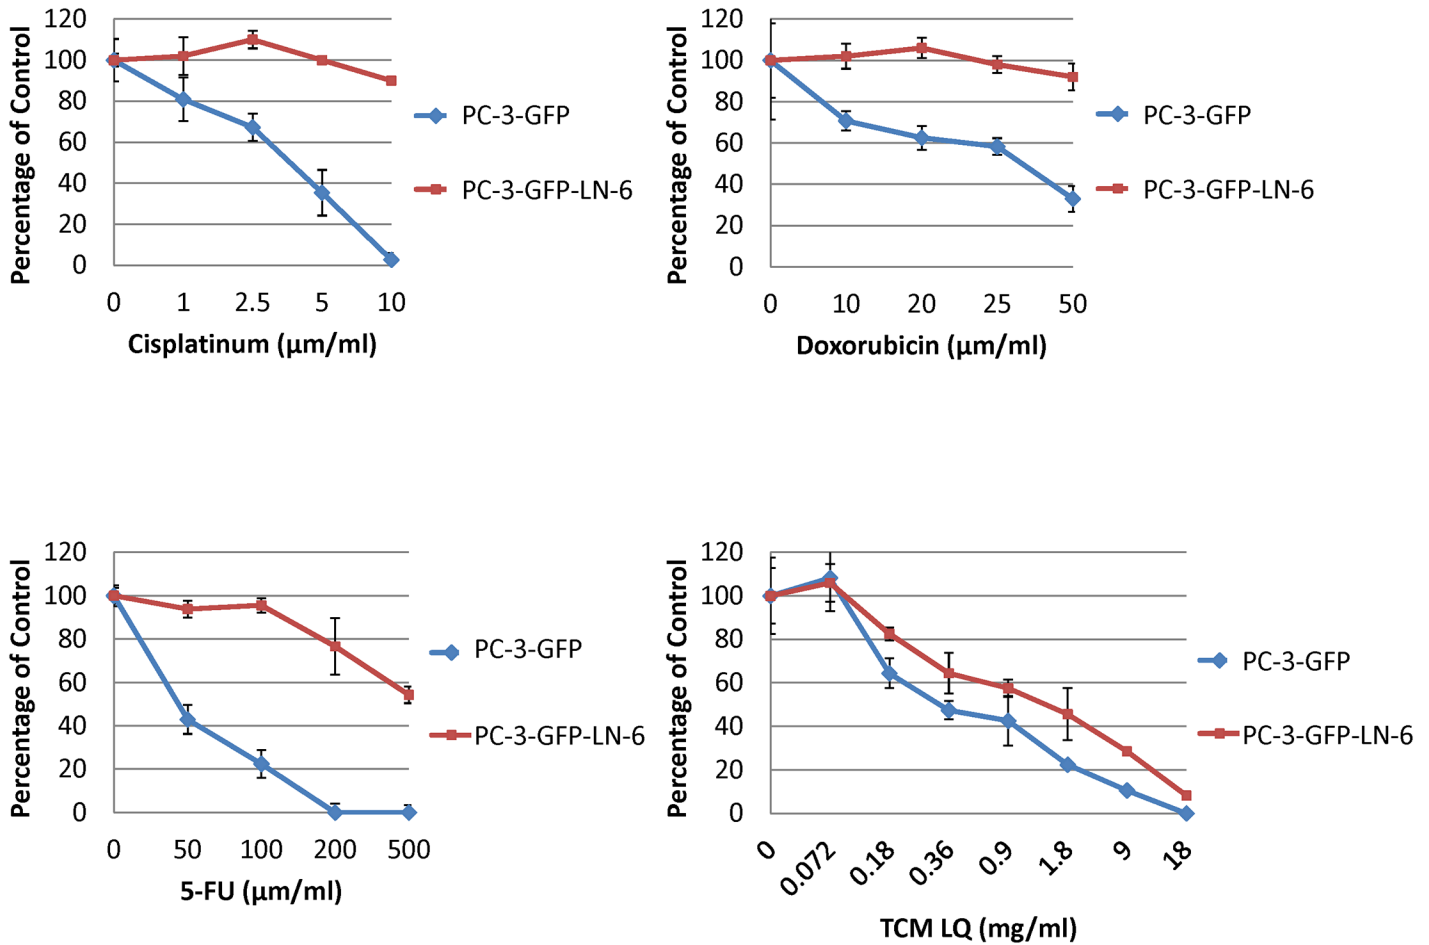 Percentage of Control
120
100
80
60
40
20
0
0 1 2.5 5 10
Cisplatinum (µm/ml)
PC-3-GFP
PC-3-GFP-LN-6
Percentage of Control
120
100
80
60
40
20
0
0 10 20 25 50
Doxorubicin (µm/ml)
PC-3-GFP
PC-3-GFP-LN-6
Percentage of Control
120
100
80
60
40
20
0
0 50 100 200 500
5-FU (µm/ml)
PC-3-GFP
PC-3-GFP-LN-6
Percentage of Control
120
100
80
60
40
20
0
0 0.072 0.18 0.36 0.9 1.8 9 18
TCM LQ (mg/ml)
PC-3-GFP
PC-3-GFP-LN-6